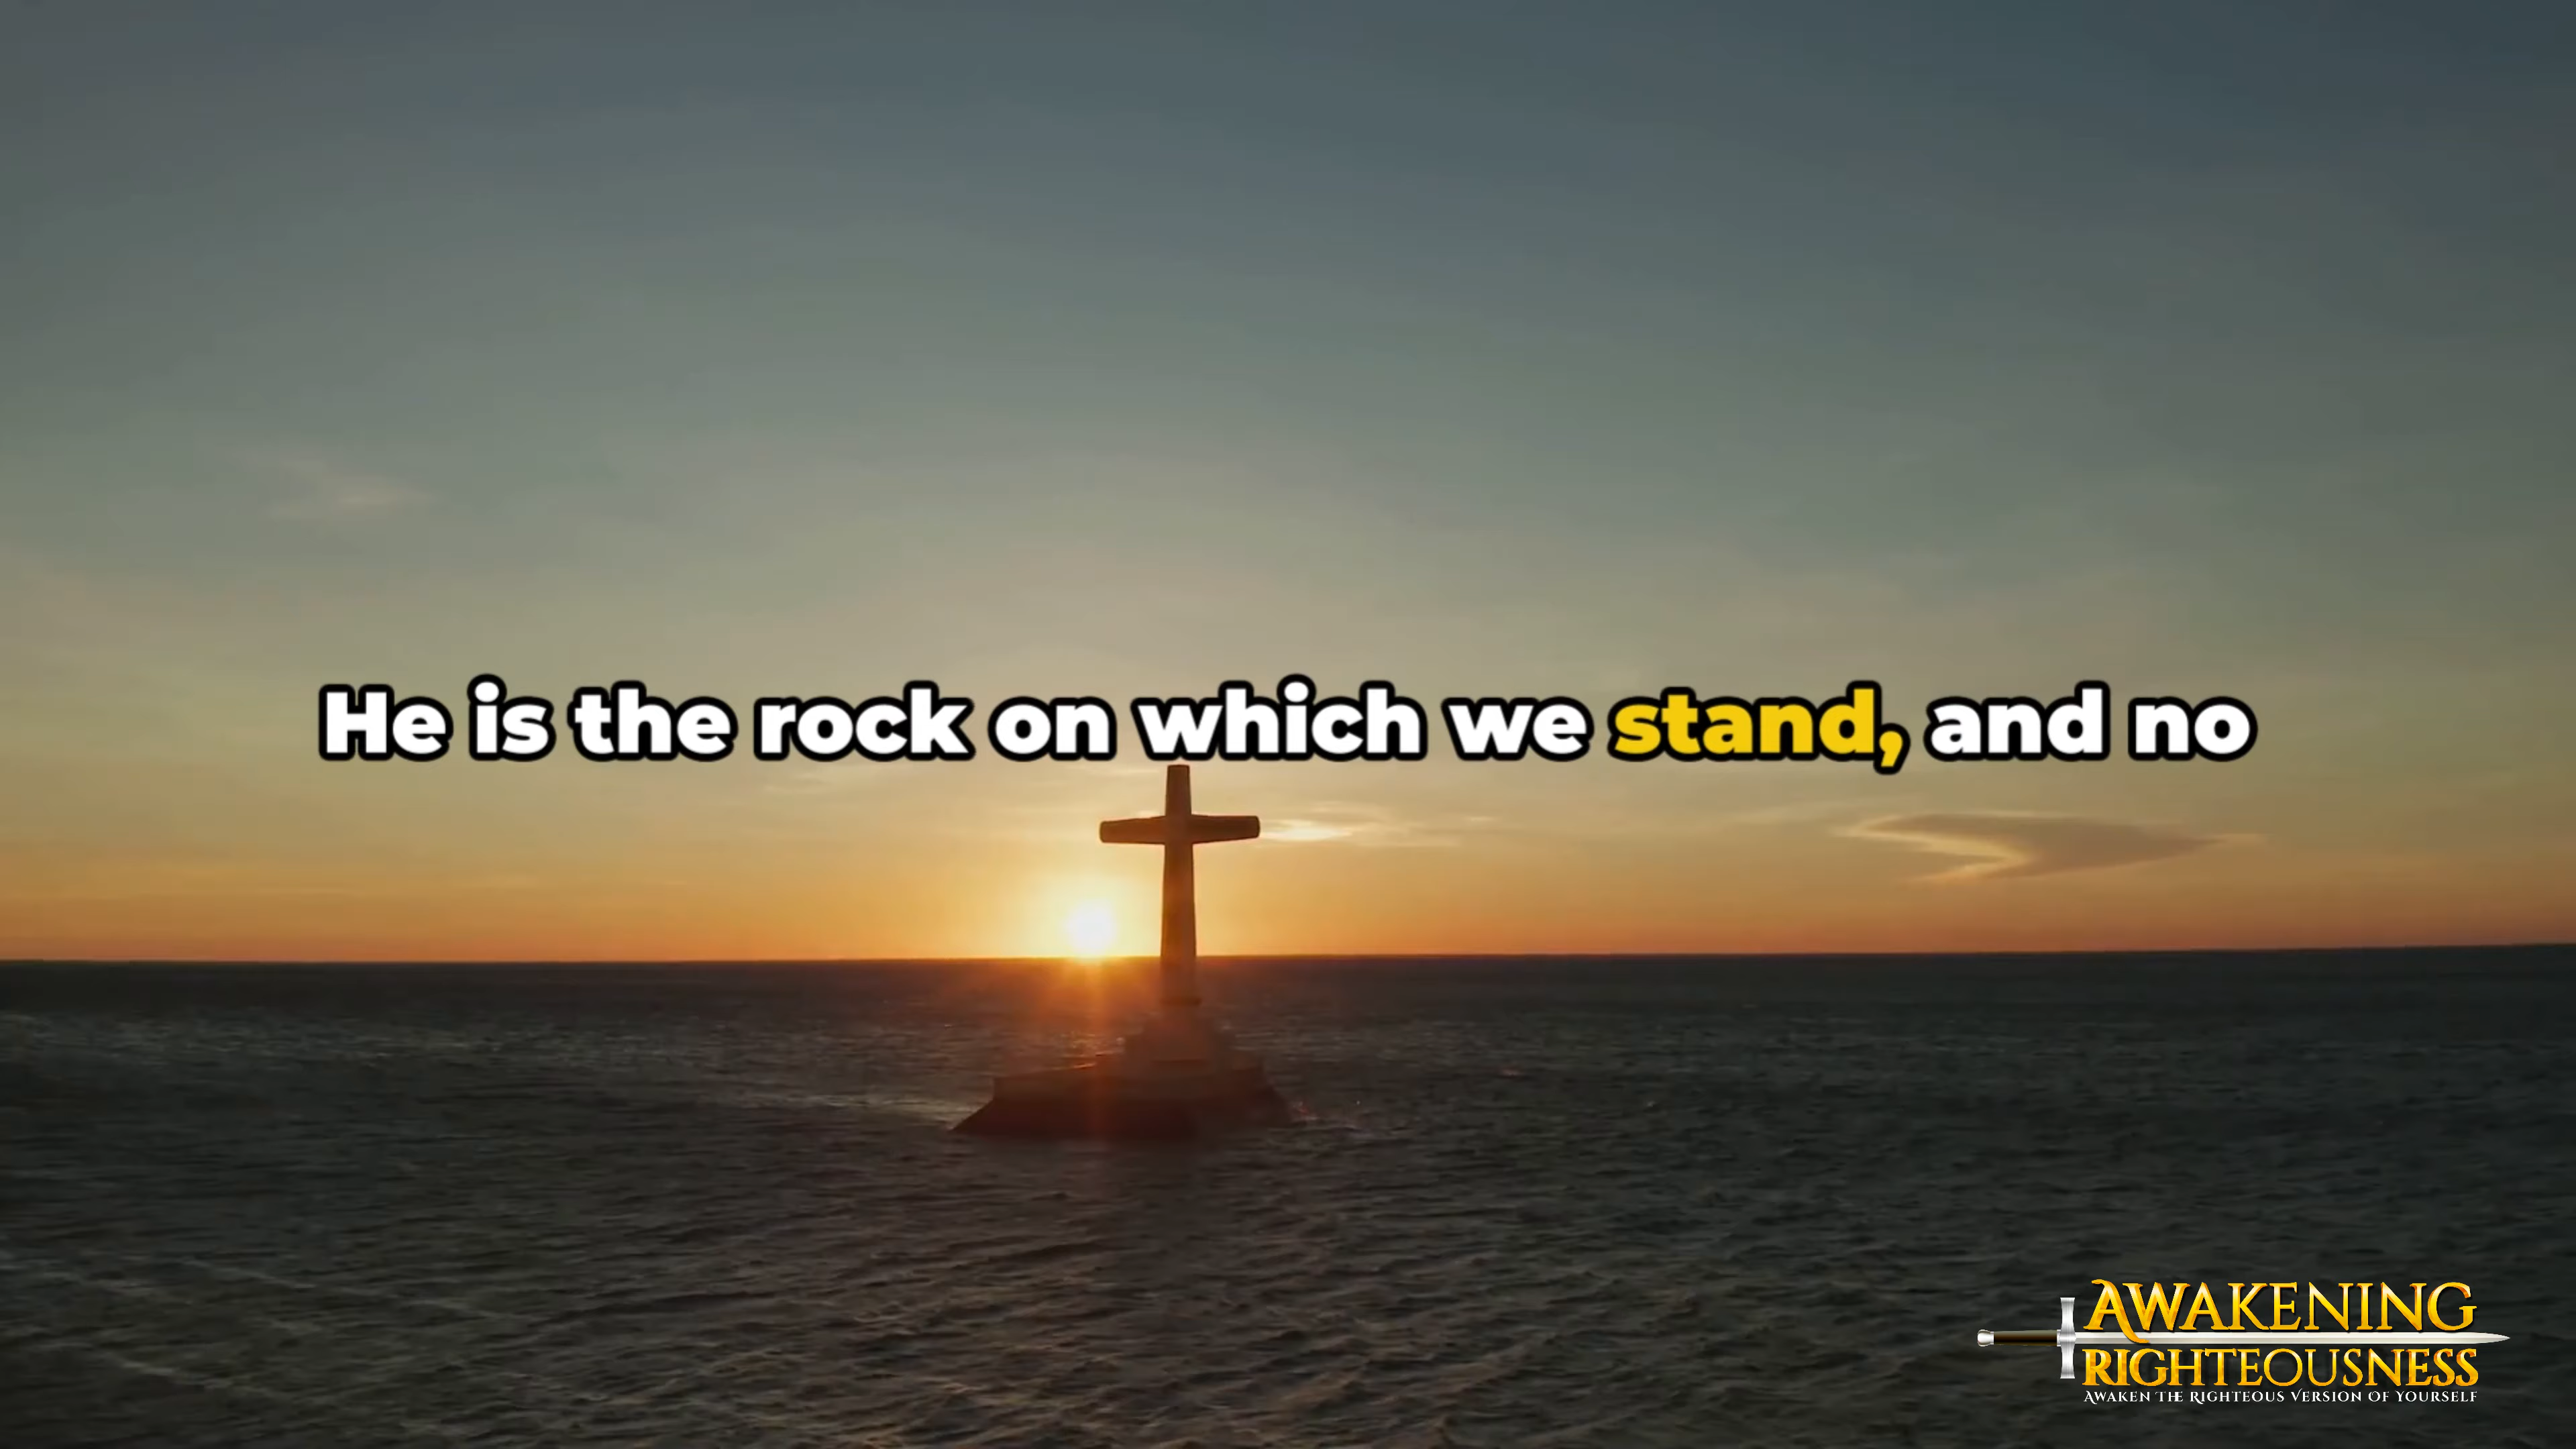 He is the rock on which we stand, and no
AWAKENING
RIGHTEOUSNESS
AWAKEN THE RIGHTEOUS VERSION OF YOURSELF